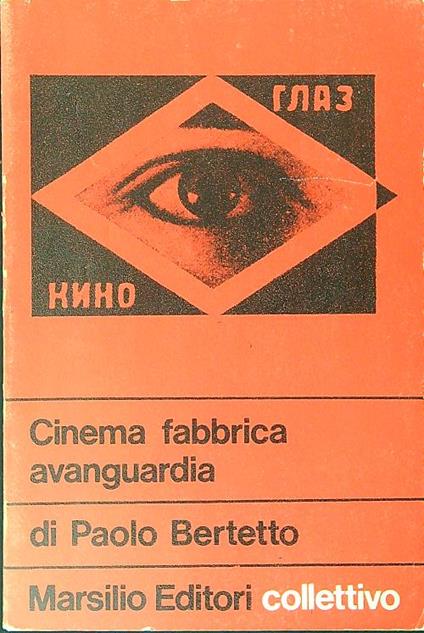 ГЛАЗ
КИНО
Cinema fabbrica
avanguardia
di Paolo Bertetto
Marsilio Editori collettivo